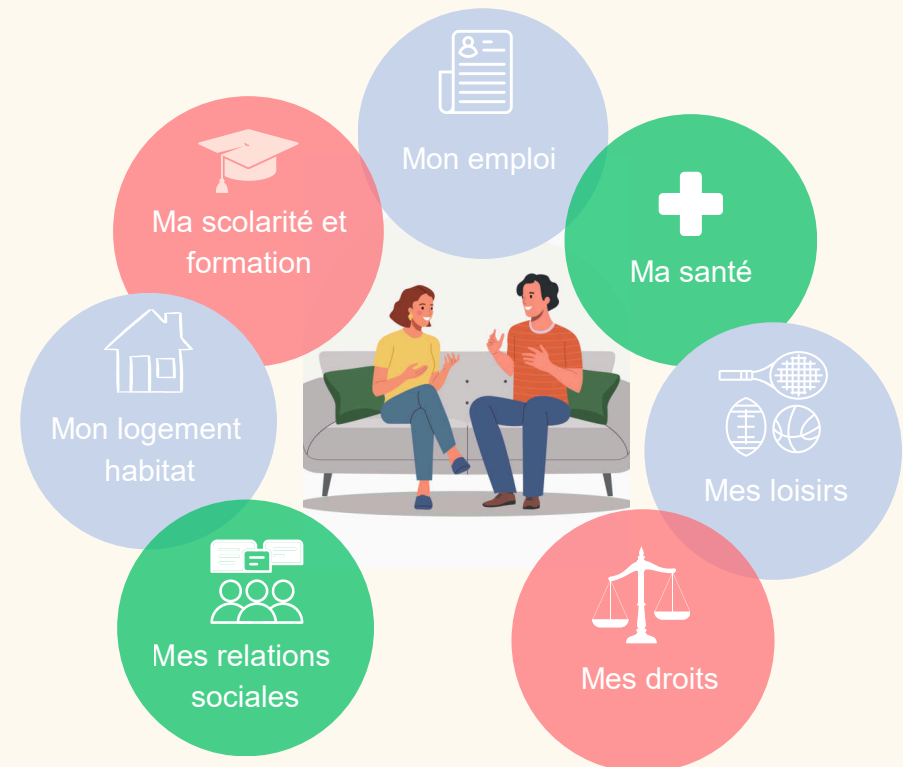 Mon emploi
Ma scolarité et
formation
Ma santé
Mon logement
habitat
Mes loisirs
Mes relations
sociales
Mes droits